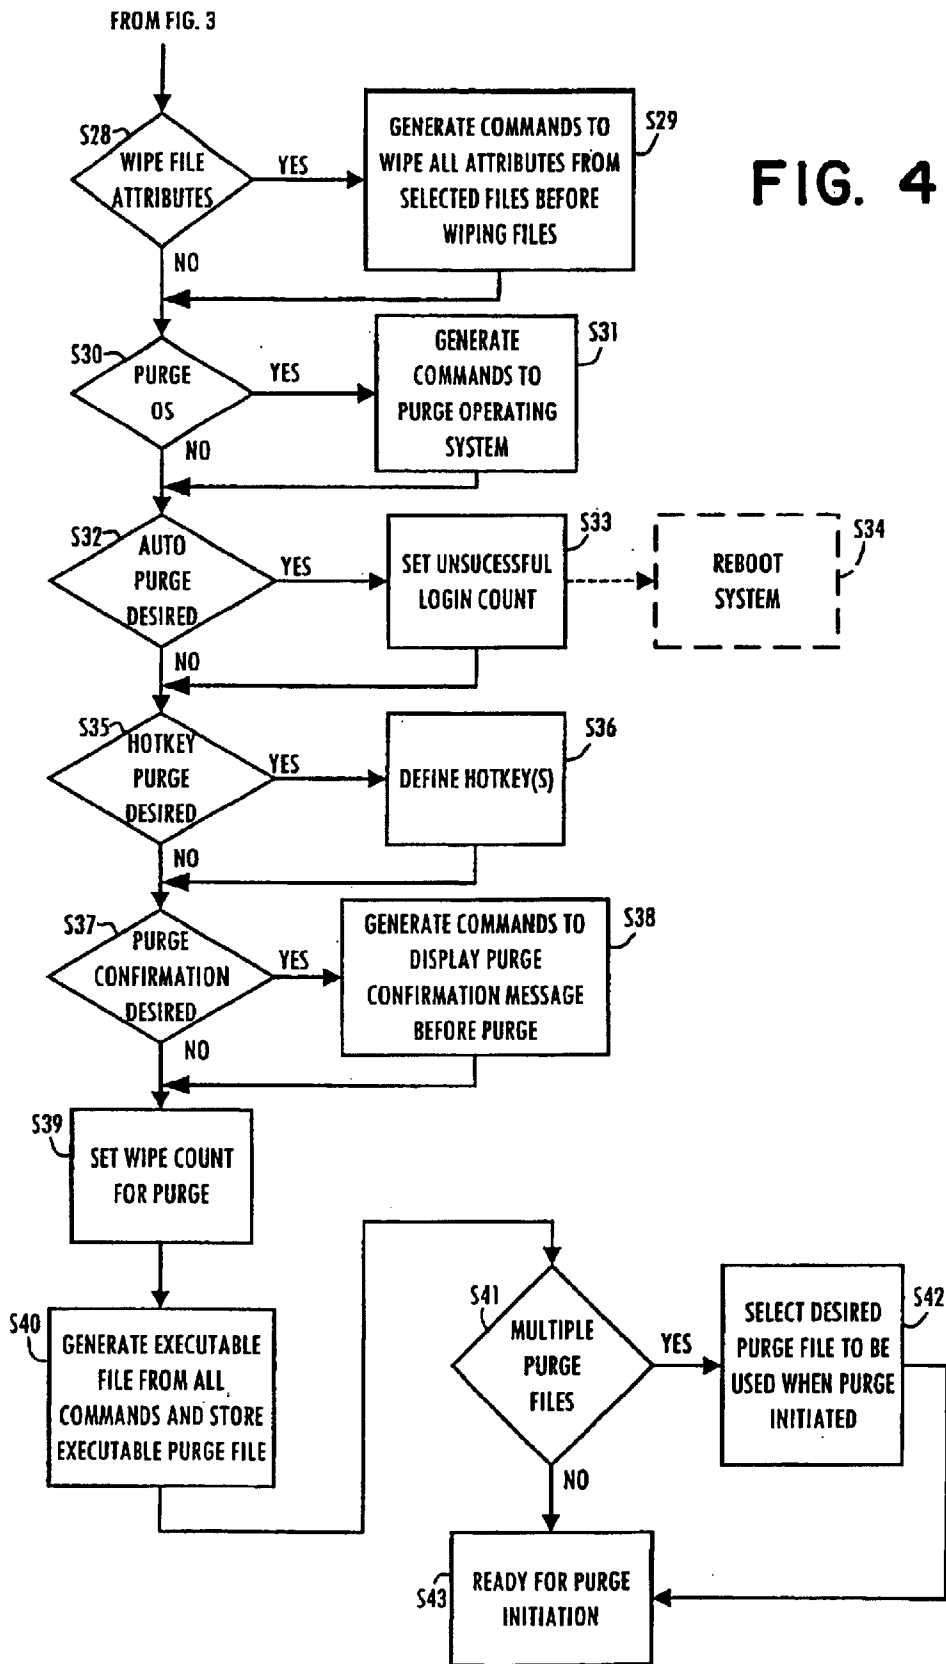 FROM FIG. 3
S28
WIPE FILE
ATTRIBUTES
YES
GENERATE COMMANDS TO
WIPE ALL ATTRIBUTES FROM
SELECTED FILES BEFORE
WIPING FILES
S29
FIG. 4
NO
S30
PURGE
OS
YES
GENERATE
COMMANDS TO
PURGE OPERATING
SYSTEM
S31
NO
S32
AUTO
PURGE
DESIRED
YES
SET UNSUCESSFUL
LOGIN COUNT
S33
REBOOT
SYSTEM
S34
NO
S35
HOTKEY
PURGE
DESIRED
YES
DEFINE HOTKEY(S)
S36
NO
S37
PURGE
CONFIRMATION
DESIRED
YES
GENERATE COMMANDS TO
DISPLAY PURGE
CONFIRMATION MESSAGE
BEFORE PURGE
S38
NO
S39
SET WIPE COUNT
FOR PURGE
S40
GENERATE EXECUTABLE
FILE FROM ALL
COMMANDS AND STORE
EXECUTABLE PURGE FILE
S41
MULTIPLE
PURGE
FILES
YES
SELECT DESIRED
PURGE FILE TO BE
USED WHEN PURGE
INITIATED
S42
NO
S43
READY FOR PURGE
INITIATION